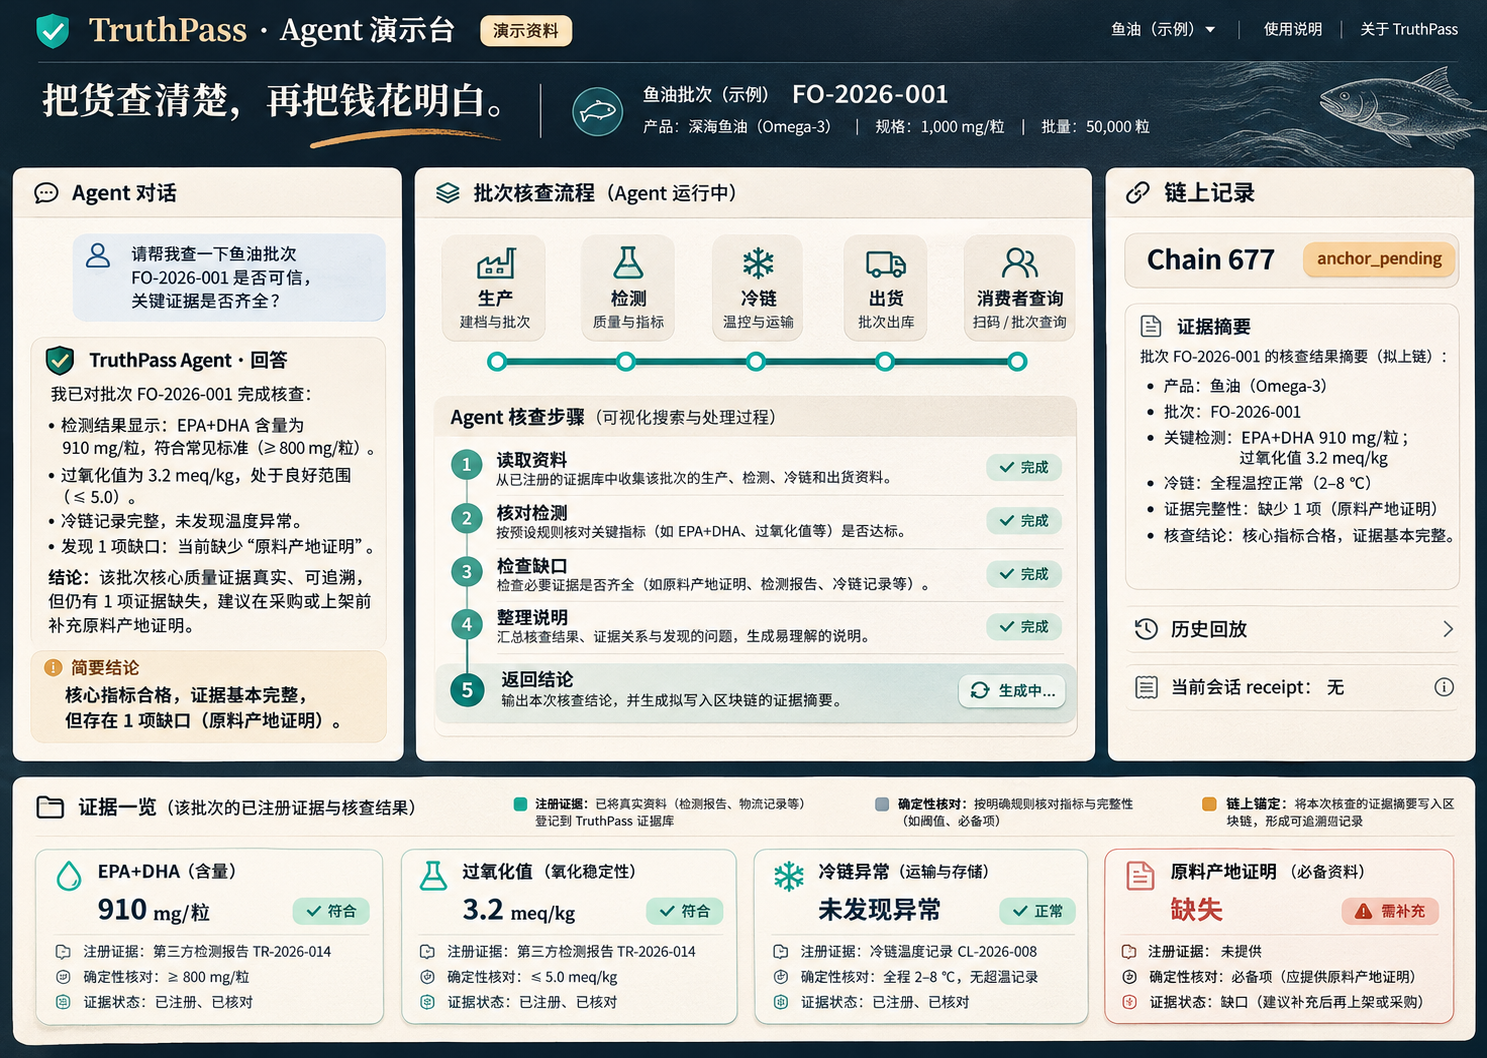 TruthPass · Agent 演示台
演示资料
鱼油（示例）
使用说明
关于 TruthPass
把货查清楚，再把钱花明白。
鱼油批次（示例） FO-2026-001
产品：深海鱼油（Omega-3） | 规格：1,000 mg/粒 | 批量：50,000 粒
Agent 对话
请帮我查一下鱼油批次
FO-2026-001 是否可信，
关键证据是否齐全？
TruthPass Agent · 回答
我已对批次 FO-2026-001 完成核查：
• 检测结果显示：EPA+DHA 含量为
910 mg/粒，符合常见标准（≥ 800 mg/粒）。
• 过氧化值为 3.2 meq/kg，处于良好范围
（≤ 5.0）。
• 冷链记录完整，未发现温度异常。
• 发现 1 项缺口：当前缺少 “原料产地证明”。
结论：该批次核心质量证据真实、可追溯，
但仍有 1 项证据缺失，建议在采购或上架前
补充原料产地证明。
简要结论
核心指标合格，证据基本完整，
但存在 1 项缺口（原料产地证明）。
批次核查流程（Agent 运行中）
生产
建档与批次
检测
质量与指标
冷链
温控与运输
出货
批次出库
消费者查询
扫码 / 批次查询
Agent 核查步骤（可视化搜索与处理过程）
1 读取资料
从已注册的证据库中收集该批次的生产、检测、冷链和出货资料。
完成
2 核对检测
按预设规则核对关键指标（如 EPA+DHA、过氧化值等）是否达标。
完成
3 检查缺口
检查必要证据是否齐全（如原料产地证明、检测报告、冷链记录等）。
完成
4 整理说明
汇总核查结果、证据关系与发现的问题，生成易理解的说明。
完成
5 返回结论
输出本次核查结论，并生成拟写入区块链的证据摘要。
生成中...
链上记录
Chain 677
anchor_pending
证据摘要
批次 FO-2026-001 的核查结果摘要（拟上链）：
• 产品：鱼油（Omega-3）
• 批次：FO-2026-001
• 关键检测：EPA+DHA 910 mg/粒；
过氧化值 3.2 meq/kg
• 冷链：全程温控正常（2–8 ℃）
• 证据完整性：缺少 1 项（原料产地证明）
• 核查结论：核心指标合格，证据基本完整。
历史回放
当前会话 receipt： 无
证据一览（该批次的已注册证据与核查结果）
注册证据：已将真实资料（检测报告、物流记录等）
登记到 TruthPass 证据库
确定性核对：按明确规则核对指标与完整性
（如阈值、必备项）
链上锚定：将本次核查的证据摘要写入区
块链，形成可追溯记录
EPA+DHA（含量）
910 mg/粒
符合
注册证据：第三方检测报告 TR-2026-014
确定性核对：≥ 800 mg/粒
证据状态：已注册、已核对
过氧化值（氧化稳定性）
3.2 meq/kg
符合
注册证据：第三方检测报告 TR-2026-014
确定性核对：≤ 5.0 meq/kg
证据状态：已注册、已核对
冷链异常（运输与存储）
未发现异常
正常
注册证据：冷链温度记录 CL-2026-008
确定性核对：全程 2–8 ℃，无超温记录
证据状态：已注册、已核对
原料产地证明（必备资料）
缺失
需补充
注册证据： 未提供
确定性核对：必备项（应提供原料产地证明）
证据状态：缺口（建议补充后再上架或采购）